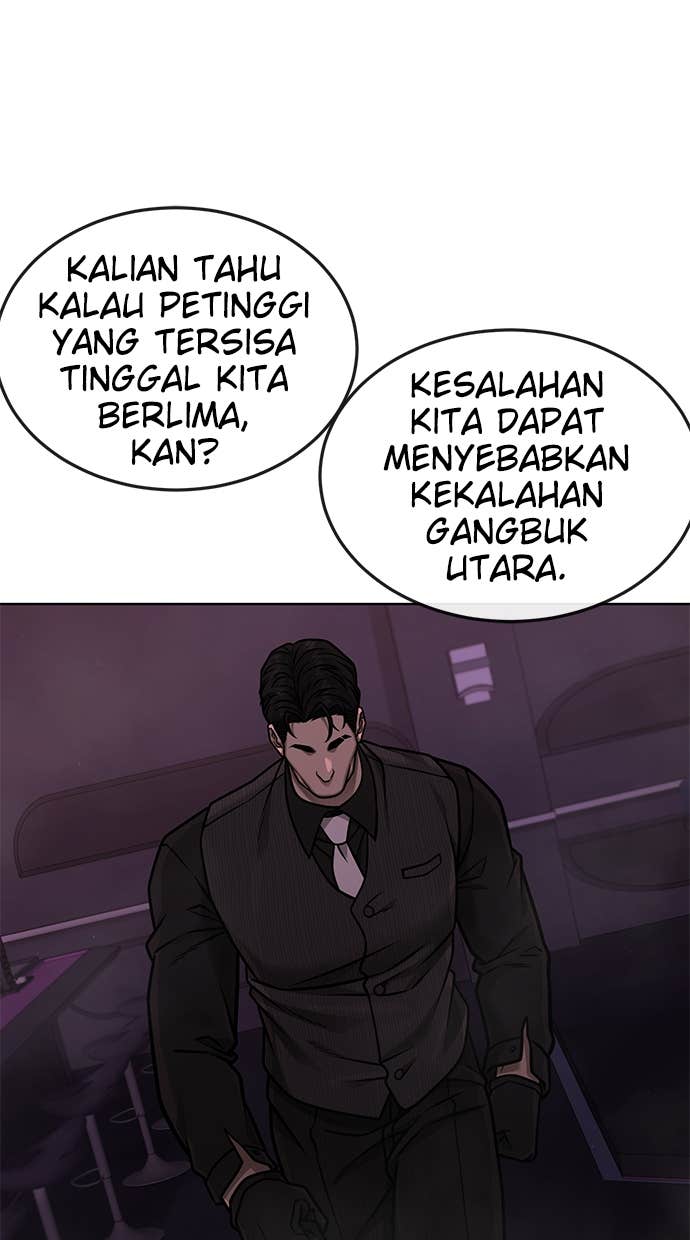 KALIAN TAHU
KALAU PETINGGI
YANG TERSISA
TINGGAL KITA
BERLIMA,
KAN?
KESALAHAN
KITA DAPAT
MENYEBABKAN
KEKALAHAN
GANGBUK
UTARA.